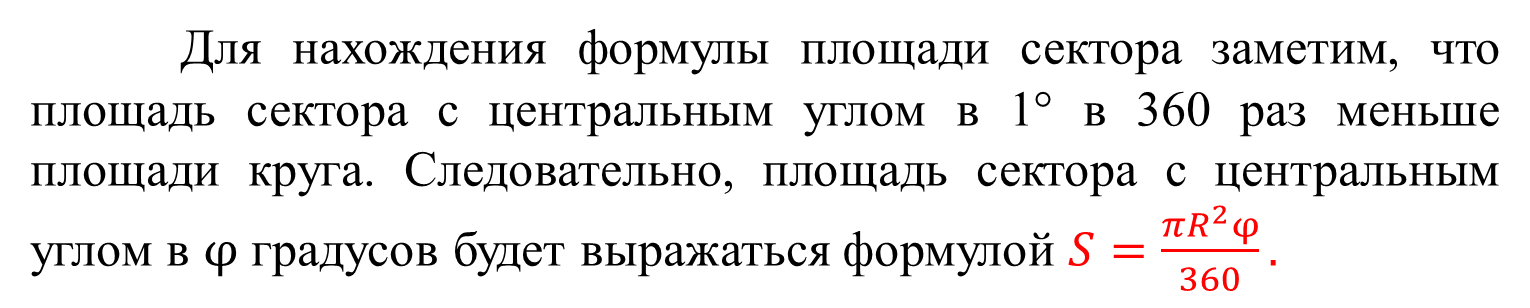 Для нахождения формулы площади сектора заметим, что
площадь сектора с центральным углом в 1° в 360 раз меньше
площади круга. Следовательно, площадь сектора с центральным
углом в φ градусов будет выражаться формулой S = πR²φ/360.